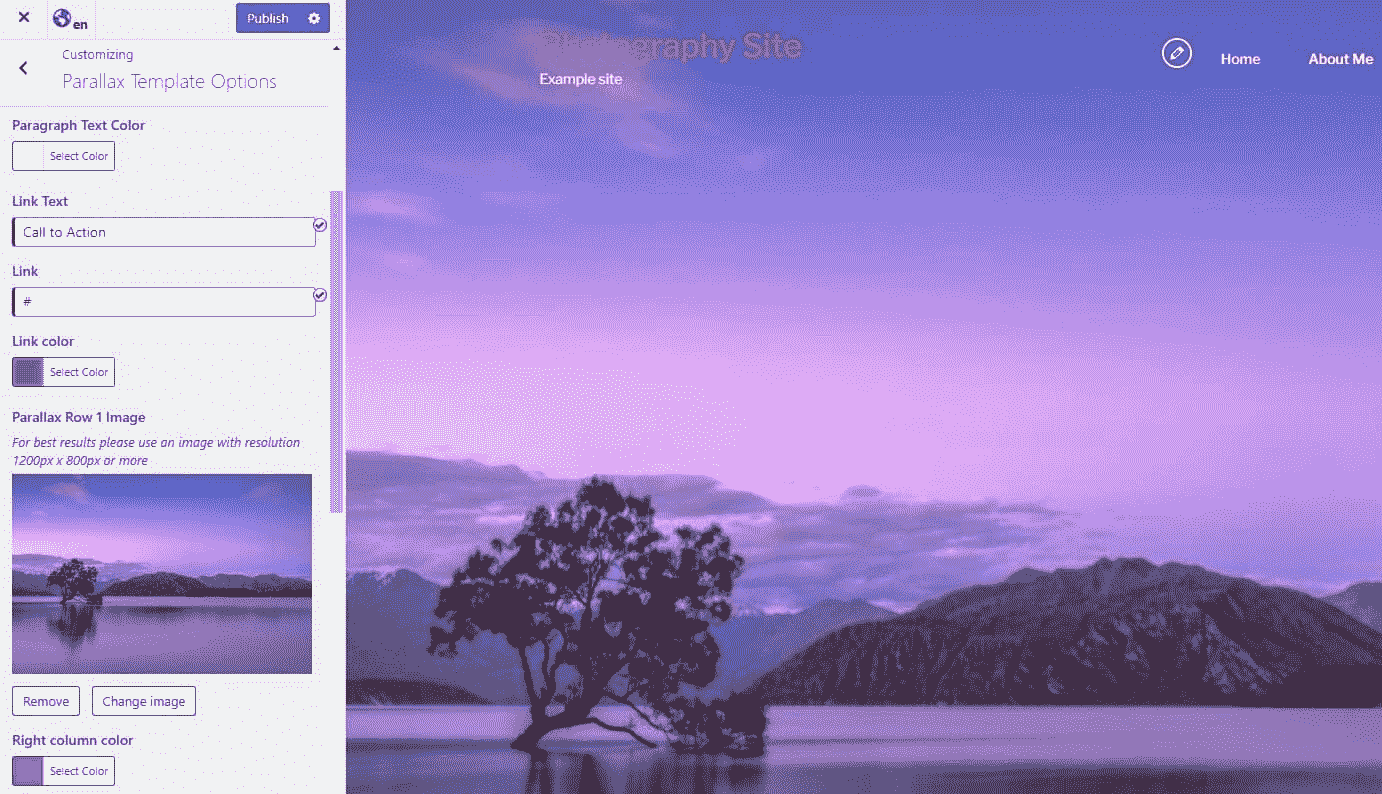 en
Publish
Customizing
Parallax Template Options
Paragraph Text Color
Select Color
Link Text
Call to Action
Link
#
Link color
Select Color
Parallax Row 1 Image
For best results please use an image with resolution
1200px x 800px or more
Remove
Change image
Right column color
Select Color
Photography Site
Example site
Home
About Me